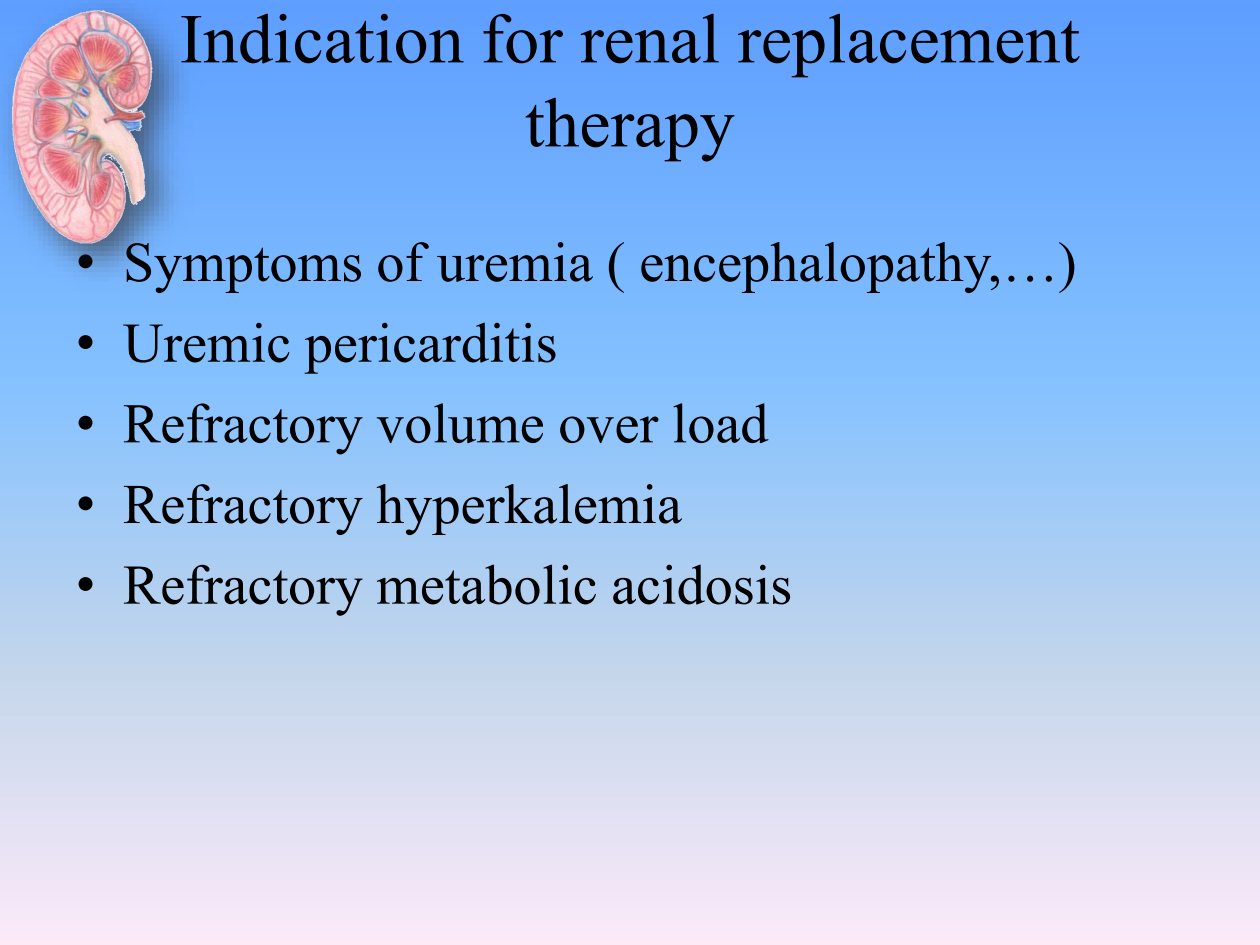 Indication for renal replacement
therapy
• Symptoms of uremia ( encephalopathy,…)
• Uremic pericarditis
• Refractory volume over load
• Refractory hyperkalemia
• Refractory metabolic acidosis